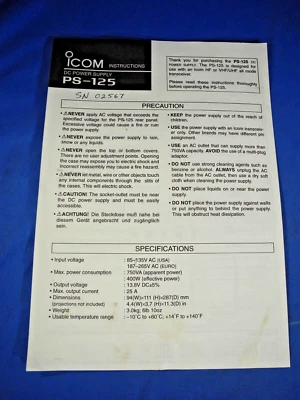 ICOM INSTRUCTIONS
DC POWER SUPPLY
PS-125
Thank you for purchasing the PS-125 DC
POWER SUPPLY. The PS-125 is designed for
use with an Icom HF or VHF/UHF all mode
transceiver.
Please read these instructions thoroughly
before operating the PS-125.
SN 02567
PRECAUTION
• ⚠NEVER apply AC voltage that exceeds the
specified voltage for the PS-125 rear panel.
Excessive voltage could cause a fire or ruin
the power supply.
• ⚠NEVER expose the power supply to rain,
snow or any liquids.
• ⚠NEVER open the top or bottom covers.
There are no user adjustment points. Opening
the case may expose you to electric shock and
incorrect reassembly may cause a fire hazard.
• ⚠NEVER let metal, wire or other objects touch
any internal components through the slits of
the cases. This will electric shock.
• ⚠CAUTION! The socket-outlet must be near
the DC power supply and must be easily
accessible.
• ⚠ACHTUNG! Die Steckdose muß nahe bei
diesem Gerät angebracht und zugänglich
sein.
• KEEP the power supply out of the reach of
children.
• USE the power supply with an Icom transceiver
only. Other brands may have different
connections.
• USE an AC outlet that can supply more than
750VA capacity. AVOID the use of a multi-plug
adaptor.
• DO NOT use strong cleaning agents such as
benzine or alcohol. ALWAYS unplug the AC
cable from the AC outlet, then use a dry soft
cloth when cleaning the power supply.
• DO NOT place liquids on or near the power
supply.
• DO NOT place the power supply against walls
or put anything to behind the power supply.
This will obstruct heat dissipation.
SPECIFICATIONS
• Input voltage : 85–135V AC (USA)
187–265V AC (EURO)
• Max. power consumption : 750VA (apparent power)
400W (effective power)
• Output voltage : 13.8V DC±5%
• Max. output current : 25 A
• Dimensions : 94(W)×111 (H)×287(D) mm
(projections not included) 4.4(W)×3.7 (H)×11.3(D) in
• Weight : 3.0kg; 6lb 10oz
• Usable temperature range : –10°C to +60°C; +14°F to +140°F